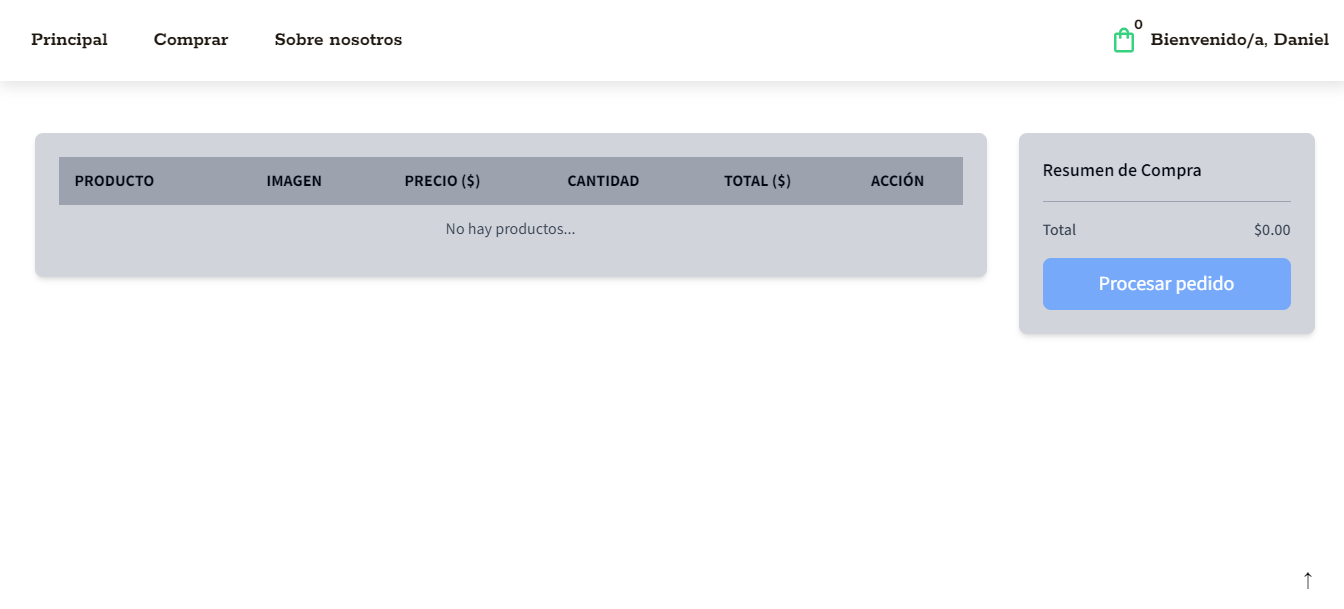 Principal Comprar Sobre nosotros 0 Bienvenido/a, Daniel
PRODUCTO IMAGEN PRECIO ($) CANTIDAD TOTAL ($) ACCIÓN
No hay productos...
Resumen de Compra
Total $0.00
Procesar pedido
↑